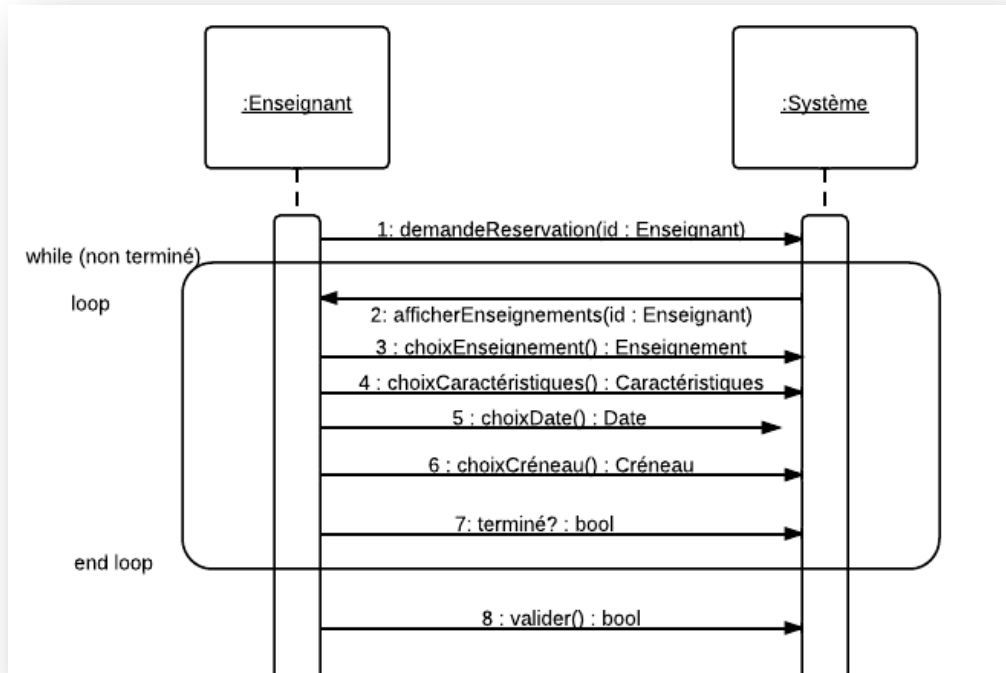 :Enseignant
:Système
1: demandeReservation(id : Enseignant)
while (non terminé)
loop
2: afficherEnseignements(id : Enseignant)
3 : choixEnseignement() : Enseignement
4 : choixCaractéristiques() : Caractéristiques
5 : choixDate() : Date
6 : choixCréneau() : Créneau
7: terminé? : bool
end loop
8 : valider() : bool